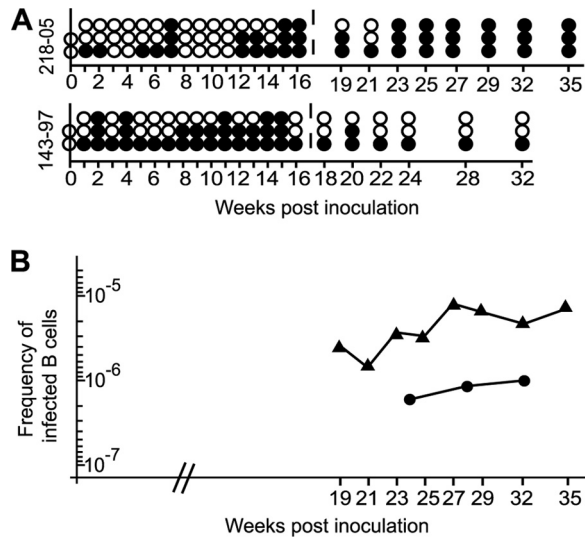 A
218-05
0 2 4 6 8 10 12 14 16 19 21 23 25 27 29 32 35
143-97
0 2 4 6 8 10 12 14 16 18 20 22 24 28 32
Weeks post inoculation
B
Frequency of
infected B cells
10-5
10-6
10-7
19 21 23 25 27 29 32 35
Weeks post inoculation